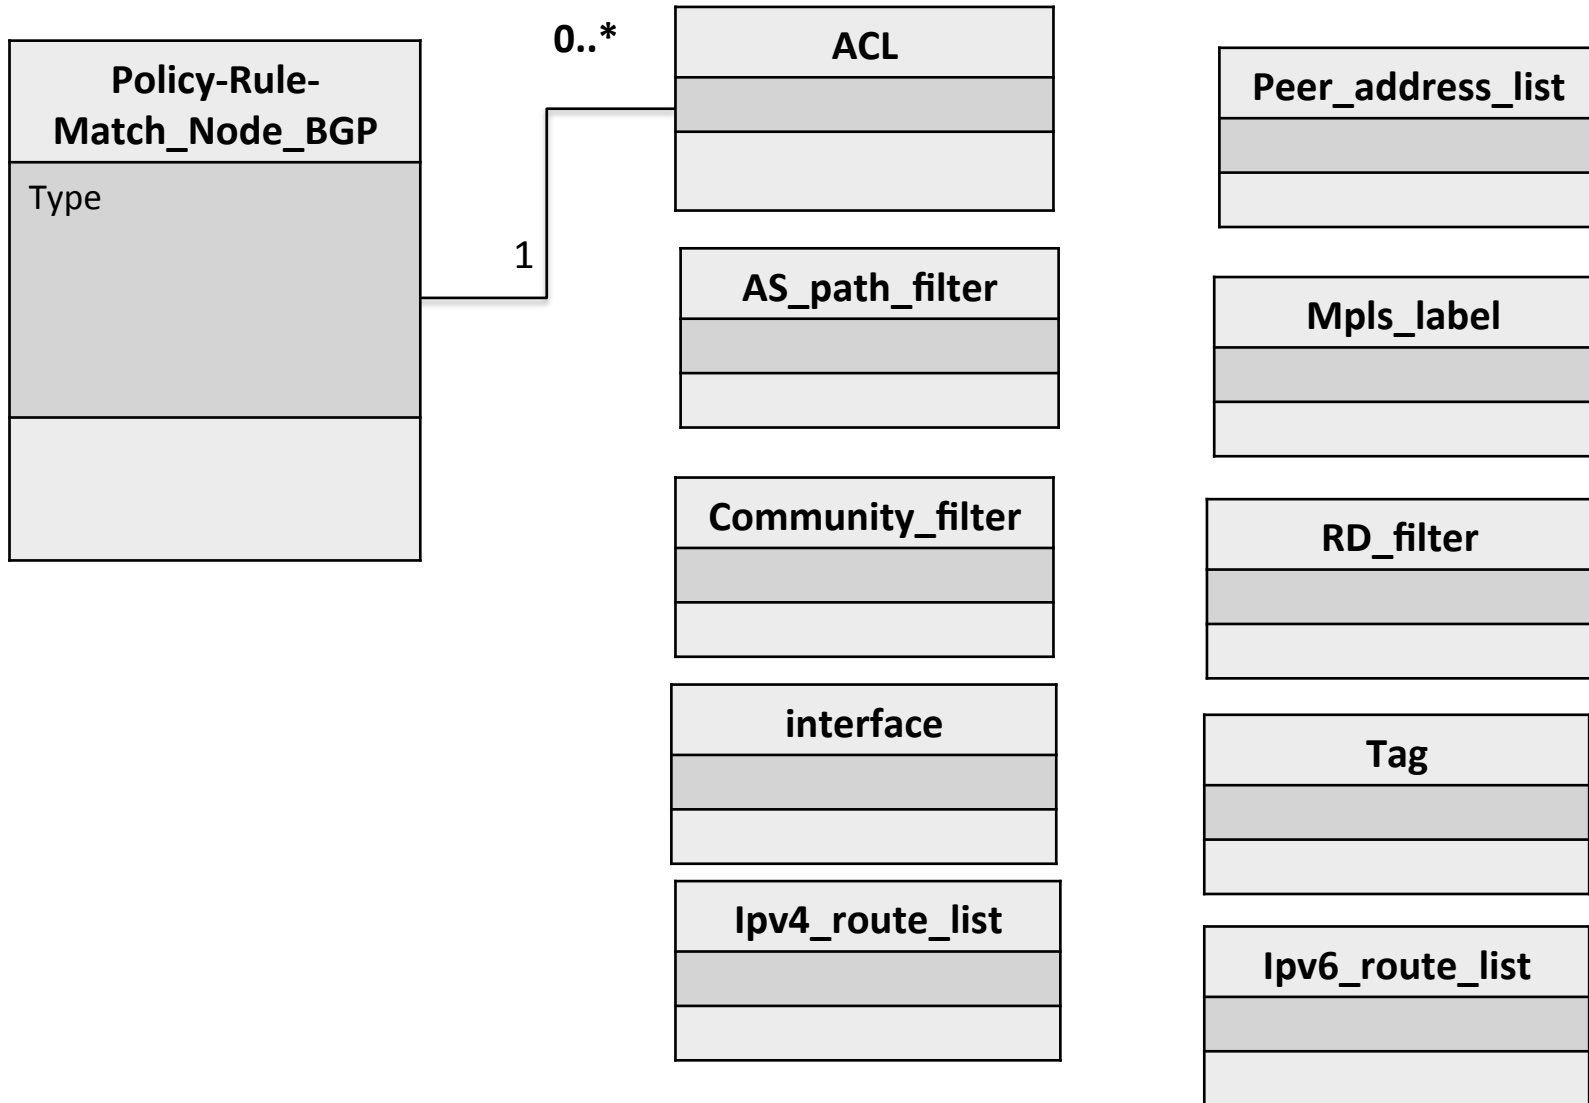 Policy-Rule-
Match_Node_BGP
Type
1
0..*
ACL
AS_path_filter
Community_filter
interface
Ipv4_route_list
Peer_address_list
Mpls_label
RD_filter
Tag
Ipv6_route_list